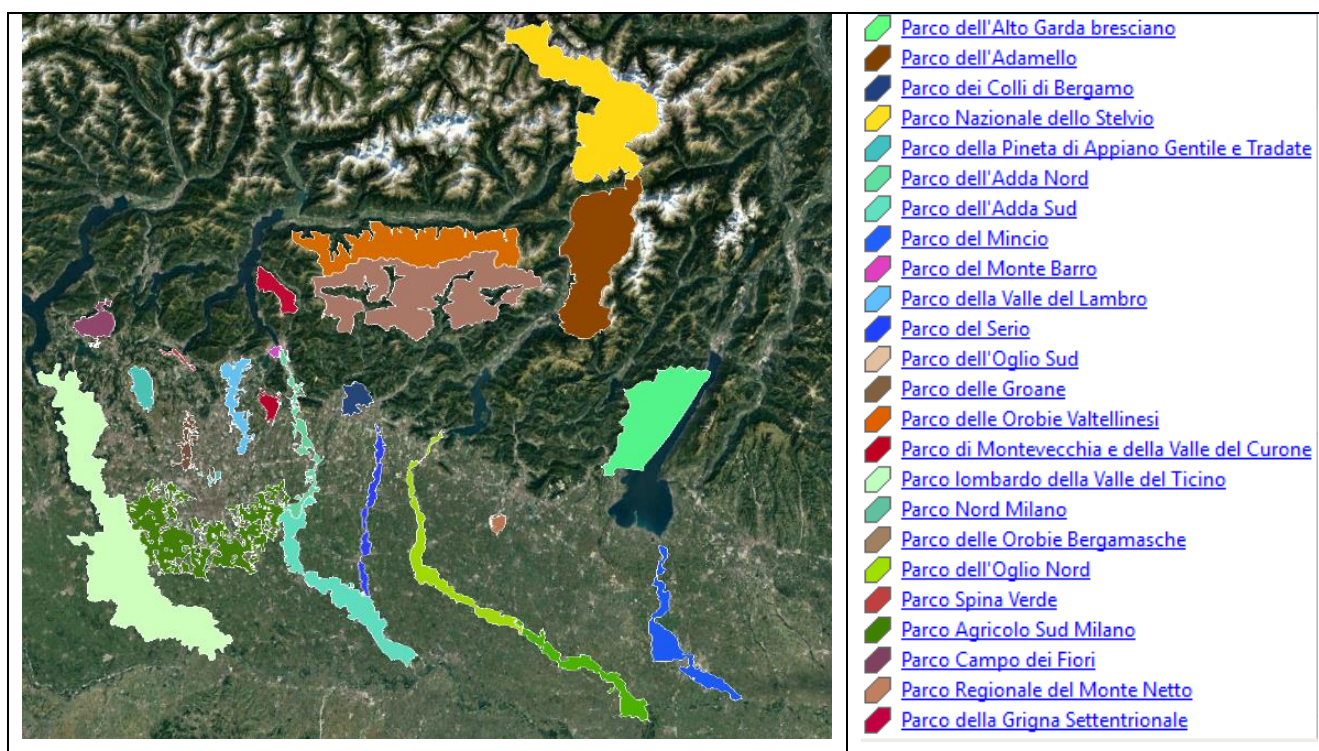 Parco dell'Alto Garda bresciano
Parco dell'Adamello
Parco dei Colli di Bergamo
Parco Nazionale dello Stelvio
Parco della Pineta di Appiano Gentile e Tradate
Parco dell'Adda Nord
Parco dell'Adda Sud
Parco del Mincio
Parco del Monte Barro
Parco della Valle del Lambro
Parco del Serio
Parco dell'Oglio Sud
Parco delle Groane
Parco delle Orobie Valtellinesi
Parco di Montevecchia e della Valle del Curone
Parco lombardo della Valle del Ticino
Parco Nord Milano
Parco delle Orobie Bergamasche
Parco dell'Oglio Nord
Parco Spina Verde
Parco Agricolo Sud Milano
Parco Campo dei Fiori
Parco Regionale del Monte Netto
Parco della Grigna Settentrionale